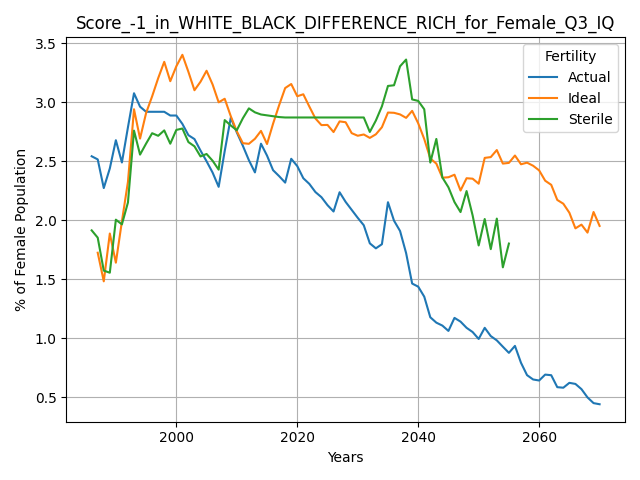 Score_-1_in_WHITE_BLACK_DIFFERENCE_RICH_for_Female_Q3_IQ
3.5
3.0
2.5
2.0
1.5
1.0
0.5
% of Female Population
Fertility
Actual
Ideal
Sterile
2000
2020
2040
2060
Years